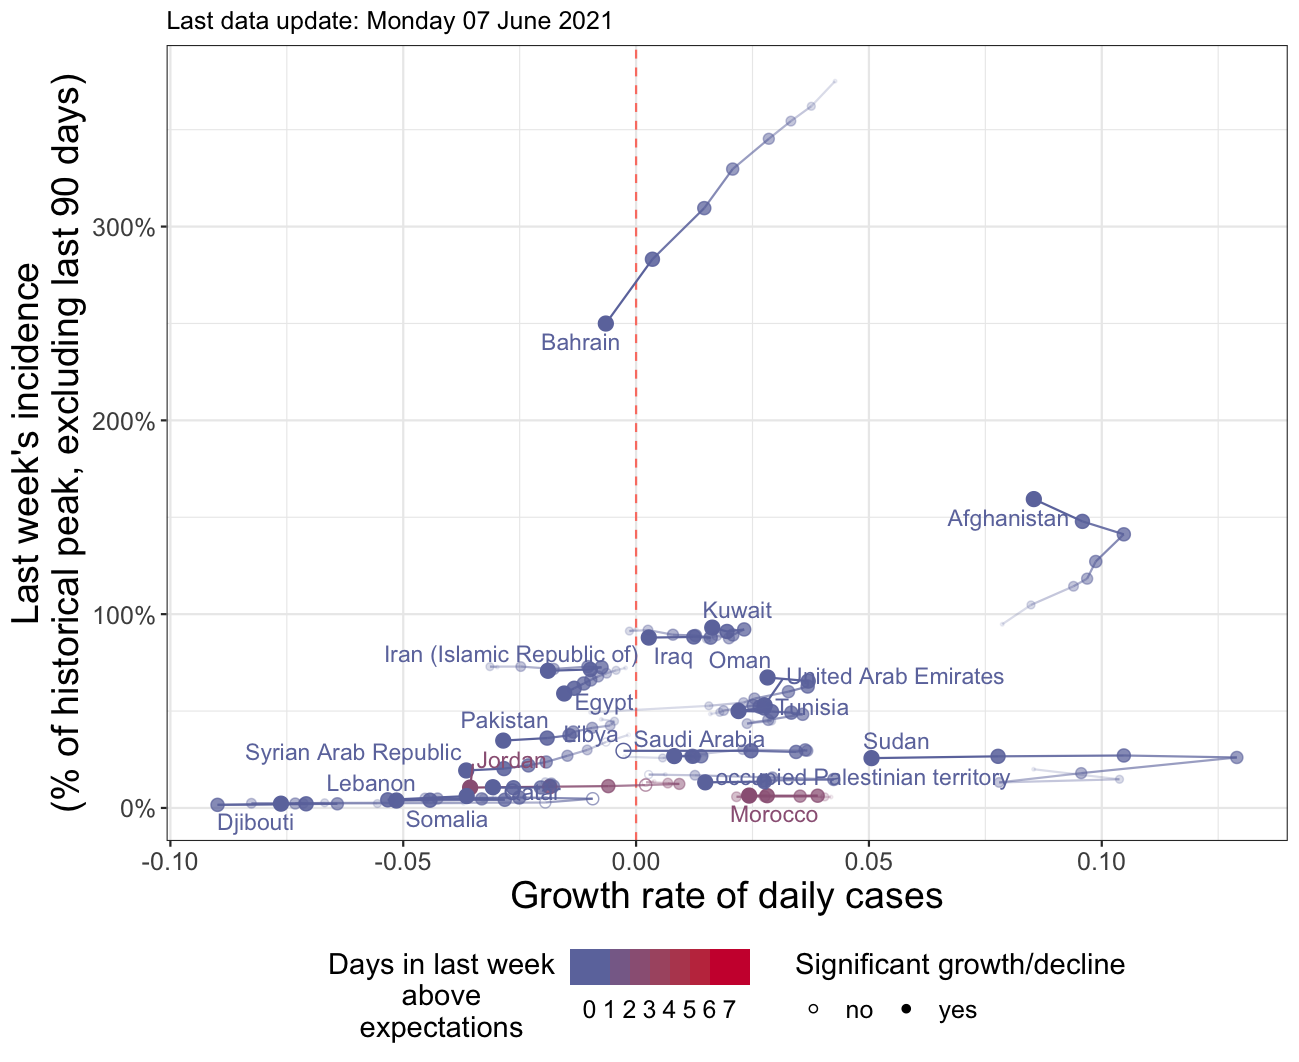 Last data update: Monday 07 June 2021
Last week's incidence
(% of historical peak, excluding last 90 days)
300%
200%
100%
0%
Bahrain
Afghanistan
Kuwait
Iran (Islamic Republic of)
Iraq
Oman
United Arab Emirates
Egypt
Tunisia
Pakistan
Libya
Saudi Arabia
Sudan
Syrian Arab Republic
Jordan
Lebanon
Qatar
occupied Palestinian territory
Djibouti
Somalia
Morocco
-0.10 -0.05 0.00 0.05 0.10
Growth rate of daily cases
Days in last week
above
expectations
0 1 2 3 4 5 6 7
Significant growth/decline
no yes